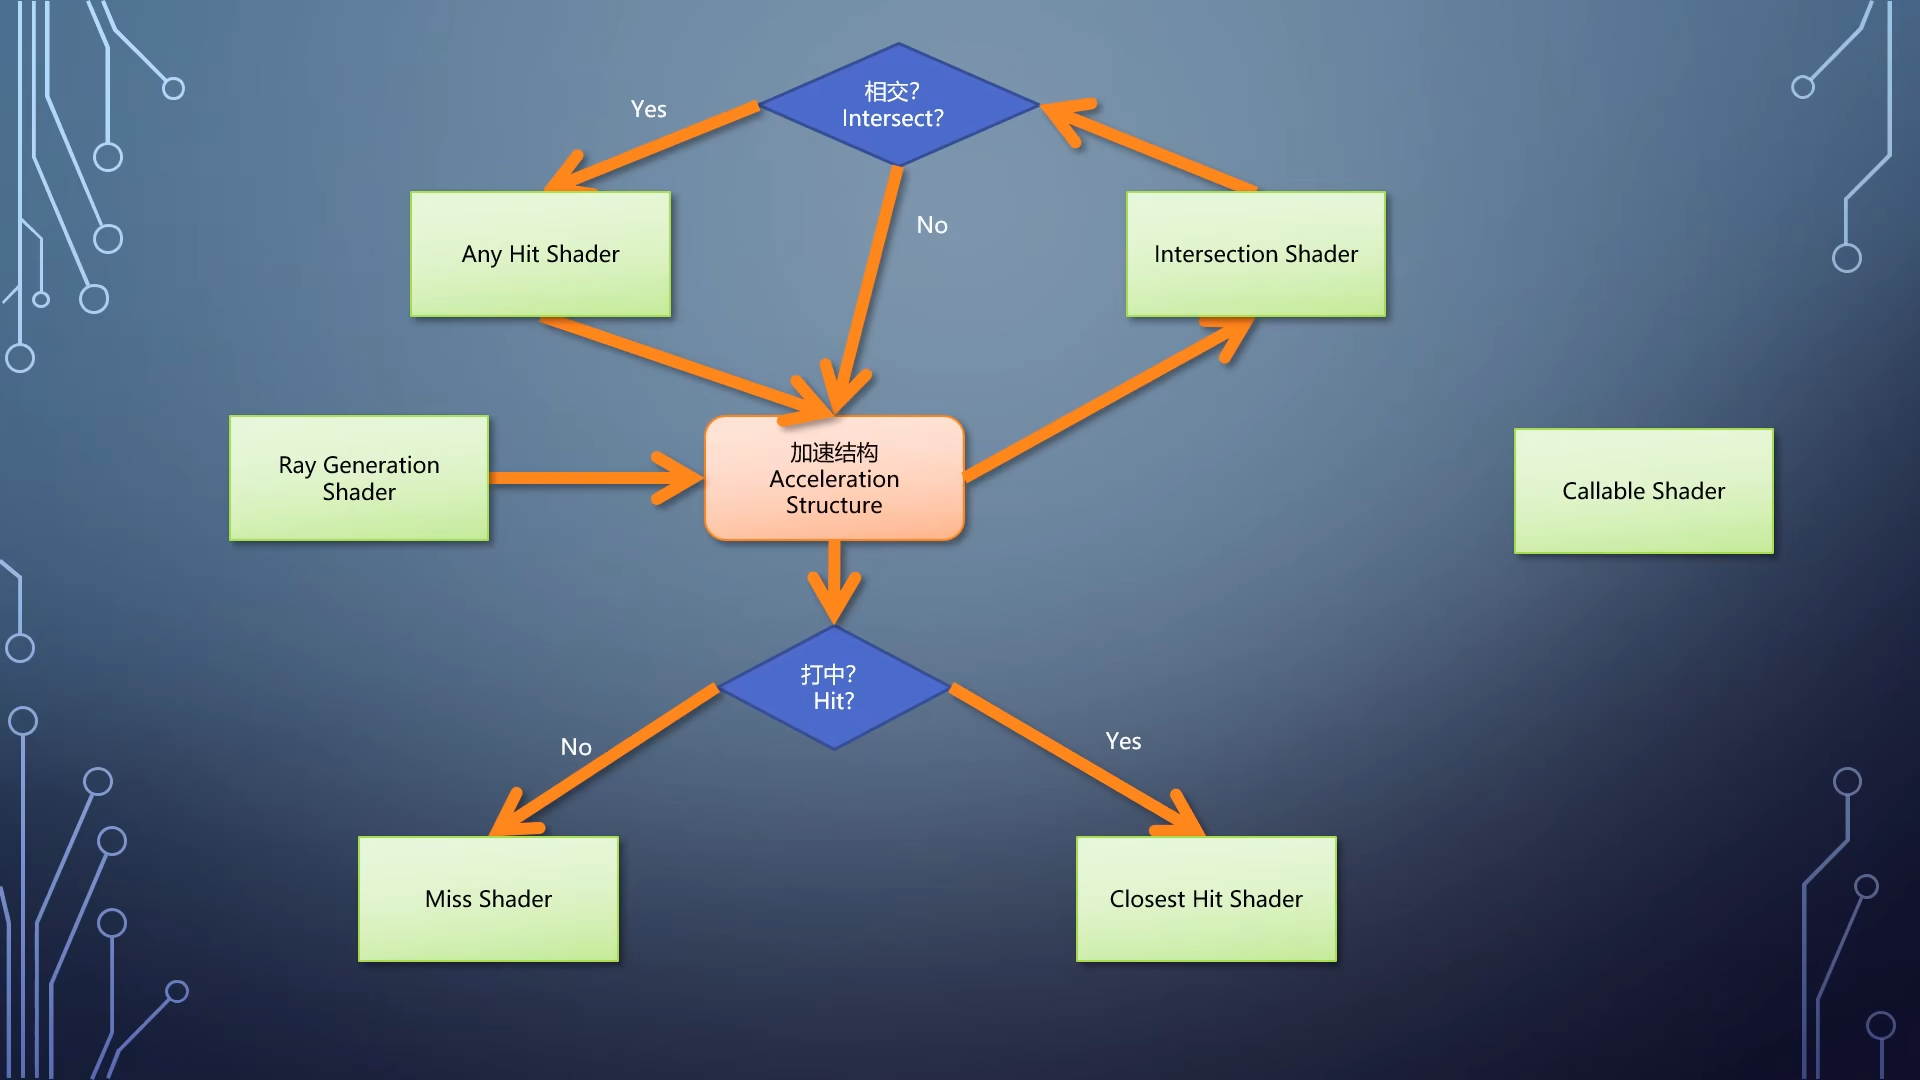 相交?
Intersect?
Yes
No
Any Hit Shader
Intersection Shader
Ray Generation
Shader
加速结构
Acceleration
Structure
Callable Shader
打中?
Hit?
No
Yes
Miss Shader
Closest Hit Shader